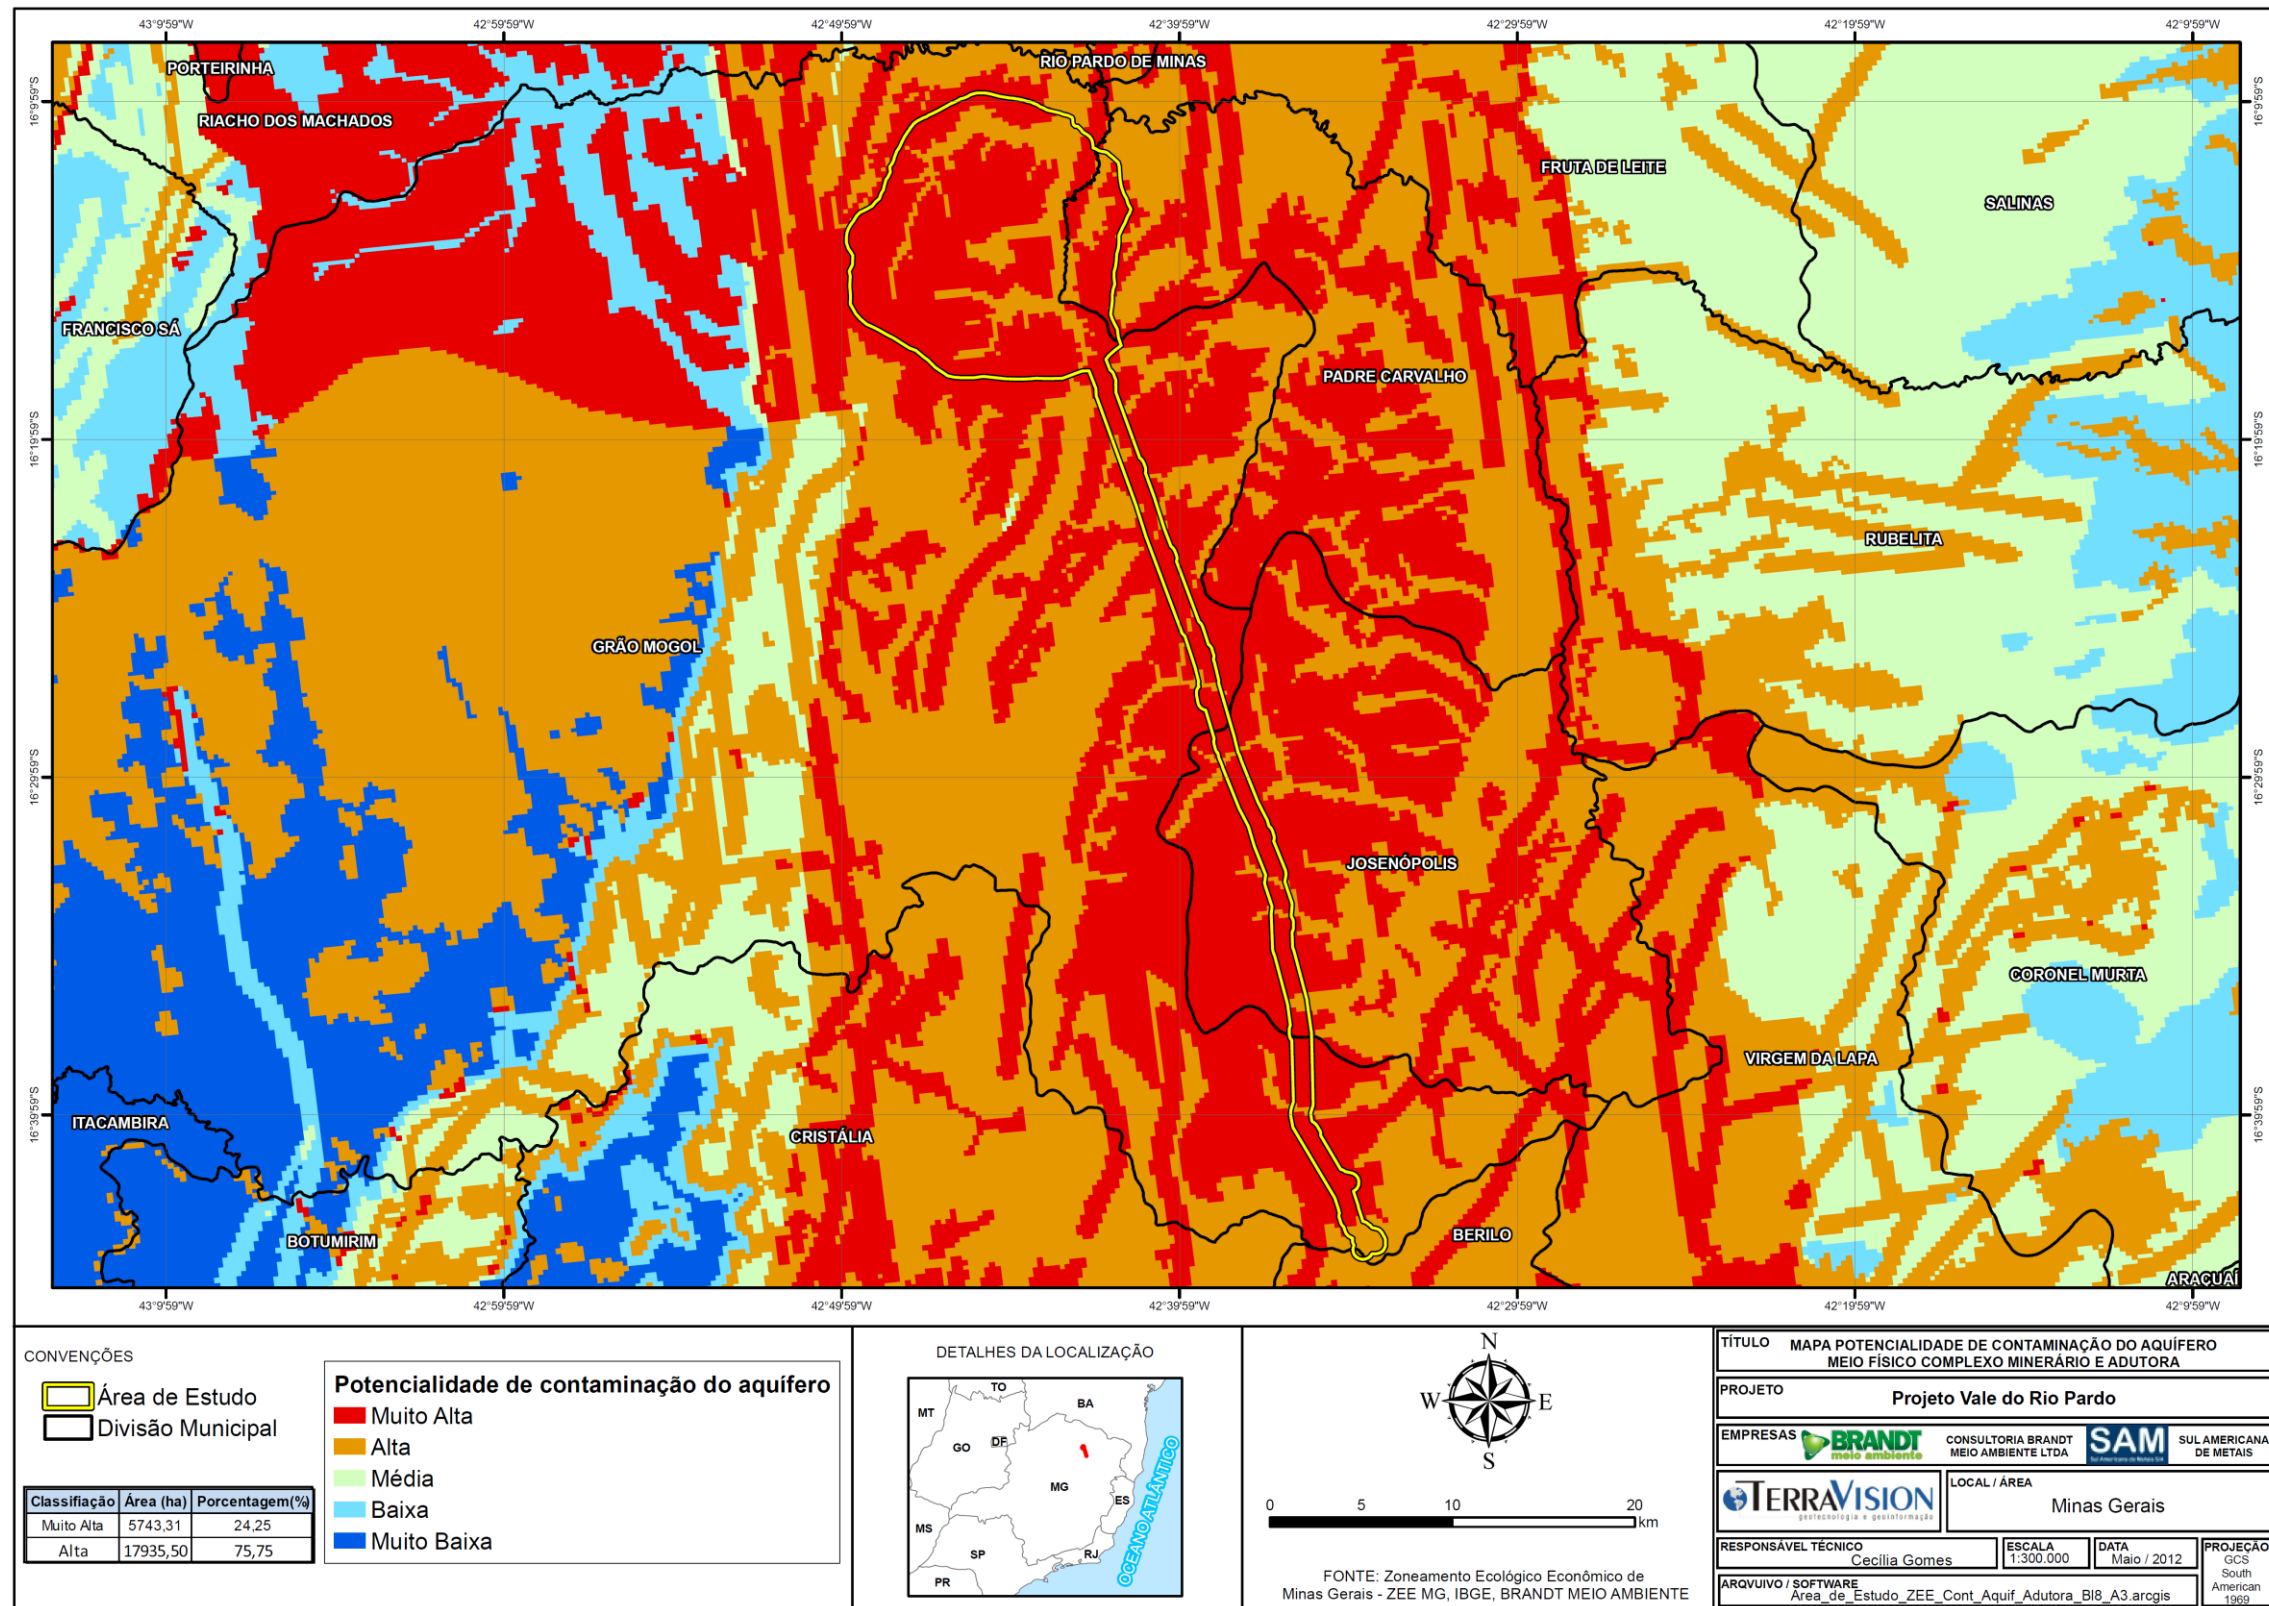 43°9'59"W 42°59'59"W 42°49'59"W 42°39'59"W 42°29'59"W 42°19'59"W 42°9'59"W
16°9'59"S 16°9'59"S
16°19'59"S 16°19'59"S
16°29'59"S 16°29'59"S
16°39'59"S 16°39'59"S
PORTEIRINHA
RIO PARDO DE MINAS
RIACHO DOS MACHADOS
FRUTA DE LEITE
SALINAS
FRANCISCO SÁ
PADRE CARVALHO
RUBELITA
GRÃO MOGOL
JOSENÓPOLIS
CORONEL MURTA
VIRGEM DA LAPA
ITACAMBIRA
CRISTÁLIA
BOTUMIRIM
BERILO
ARAÇUAÍ
43°9'59"W 42°59'59"W 42°49'59"W 42°39'59"W 42°29'59"W 42°19'59"W 42°9'59"W
CONVENÇÕES
Área de Estudo
Divisão Municipal
Classifiação Área (ha) Porcentagem(%)
Muito Alta 5743,31 24,25
Alta 17935,50 75,75
Potencialidade de contaminação do aquífero
Muito Alta
Alta
Média
Baixa
Muito Baixa
DETALHES DA LOCALIZAÇÃO
TO
MT
BA
GO
DF
MG
ES
MS
SP
RJ
PR
OCEANO ATLÂNTICO
N
W E
S
0 5 10 20
km
FONTE: Zoneamento Ecológico Econômico de
Minas Gerais - ZEE MG, IBGE, BRANDT MEIO AMBIENTE
TÍTULO MAPA POTENCIALIDADE DE CONTAMINAÇÃO DO AQUÍFERO
MEIO FÍSICO COMPLEXO MINERÁRIO E ADUTORA
PROJETO
Projeto Vale do Rio Pardo
EMPRESAS
BRANDT
meio ambiente
CONSULTORIA BRANDT
MEIO AMBIENTE LTDA
SAM
Sul Americana de Metais S/A
SUL AMERICANA
DE METAIS
TERRAVISION
geotecnologia e geoinformação
LOCAL / ÁREA
Minas Gerais
RESPONSÁVEL TÉCNICO
Cecília Gomes
ESCALA
1:300.000
DATA
Maio / 2012
PROJEÇÃO
GCS
South
American
1969
ARQVUIVO / SOFTWARE
Área_de_Estudo_ZEE_Cont_Aquif_Adutora_Bl8_A3.arcgis